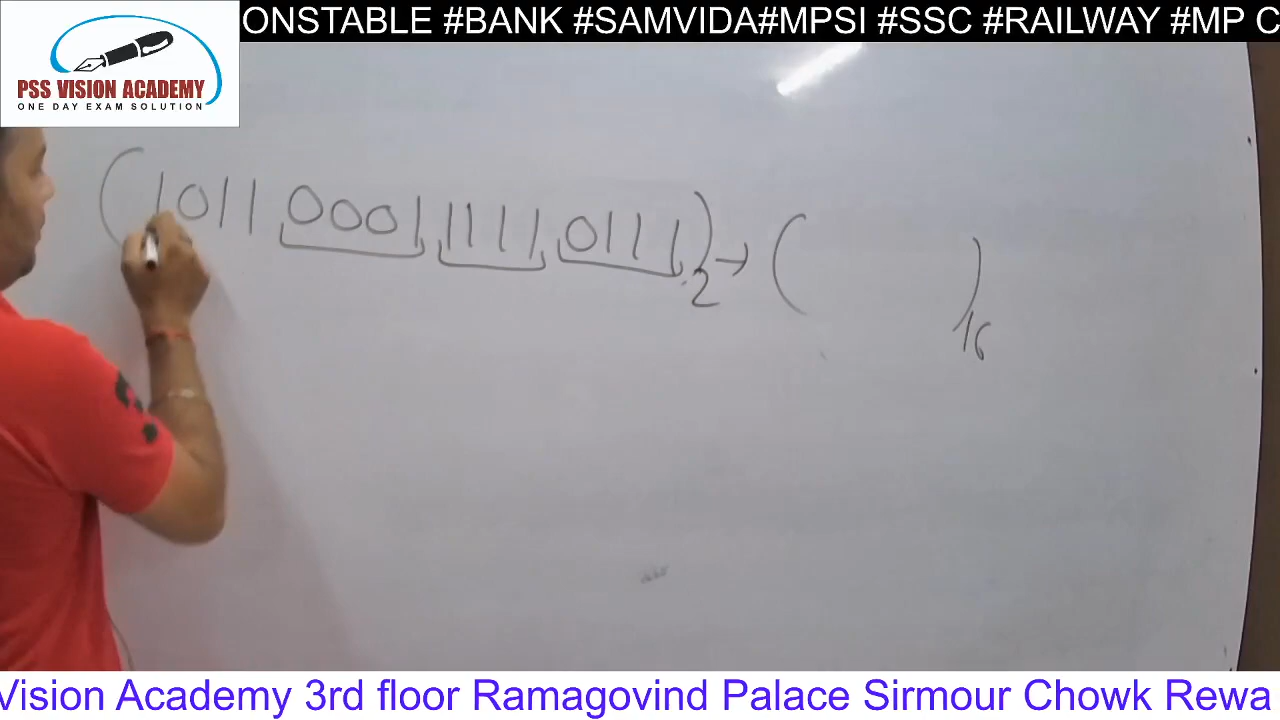 ONSTABLE #BANK #SAMVIDA#MPSI #SSC #RAILWAY #MP C
PSS VISION ACADEMY
ONE DAY EXAM SOLUTION
(1011 0001 1111 0111)2 → ( )16
Vision Academy 3rd floor Ramagovind Palace Sirmour Chowk Rewa